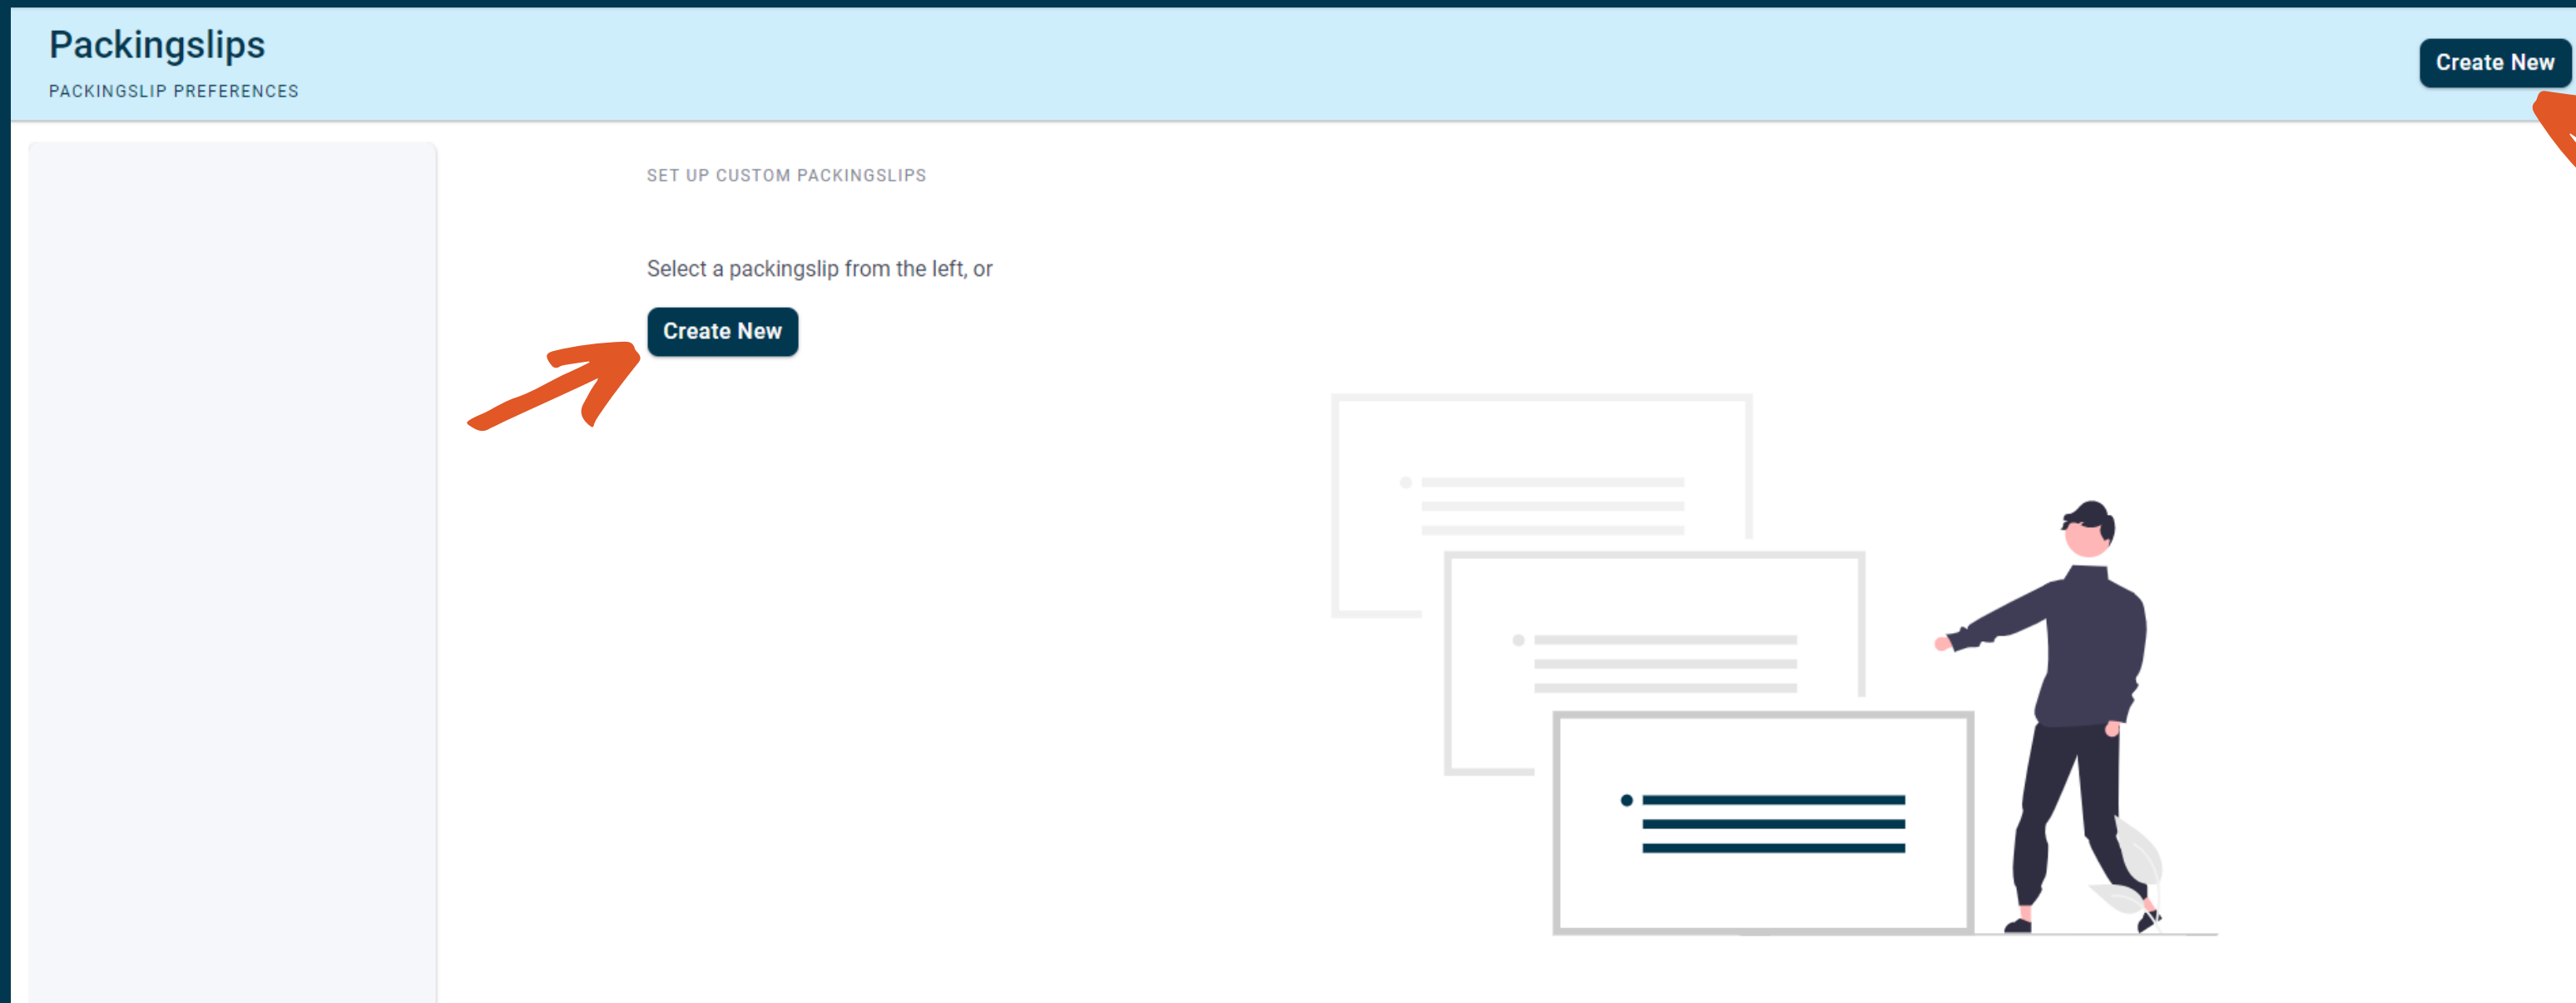 Packingslips
PACKINGSLIP PREFERENCES
Create New
SET UP CUSTOM PACKINGSLIPS
Select a packingslip from the left, or
Create New